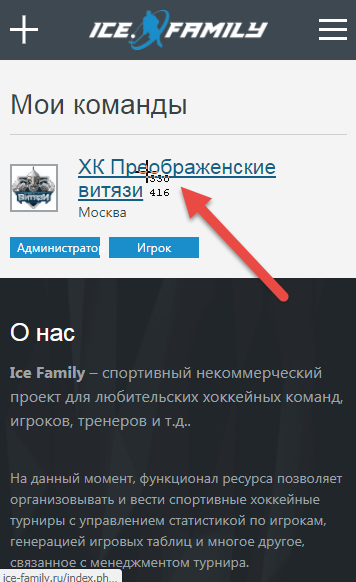 ICE FAMILY
Мои команды
ХК Преображенские
витязи
338
416
Москва
Администратор
Игрок
О нас
Ice Family – спортивный некоммерческий
проект для любительских хоккейных команд,
игроков, тренеров и т.д..
На данный момент, функционал ресурса позволяет
организовывать и вести спортивные хоккейные
турниры с управлением статистикой по игрокам,
генерацией игровых таблиц и многое другое,
связанное с менеджментом турнира.
ice-family.ru/index.ph...